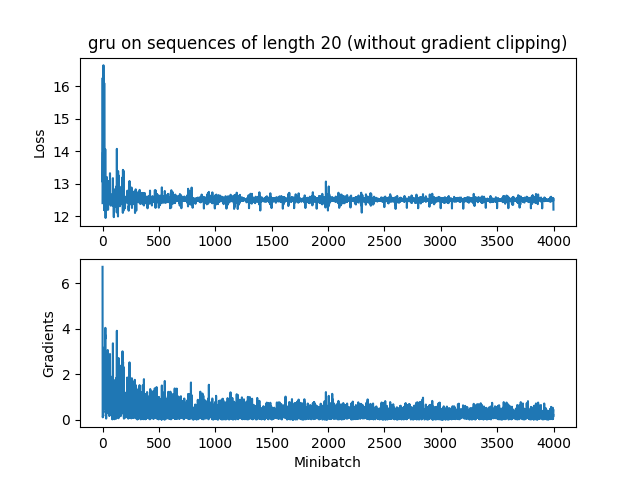 gru on sequences of length 20 (without gradient clipping)
Loss
16
15
14
13
12
0 500 1000 1500 2000 2500 3000 3500 4000
Gradients
6
4
2
0
0 500 1000 1500 2000 2500 3000 3500 4000
Minibatch